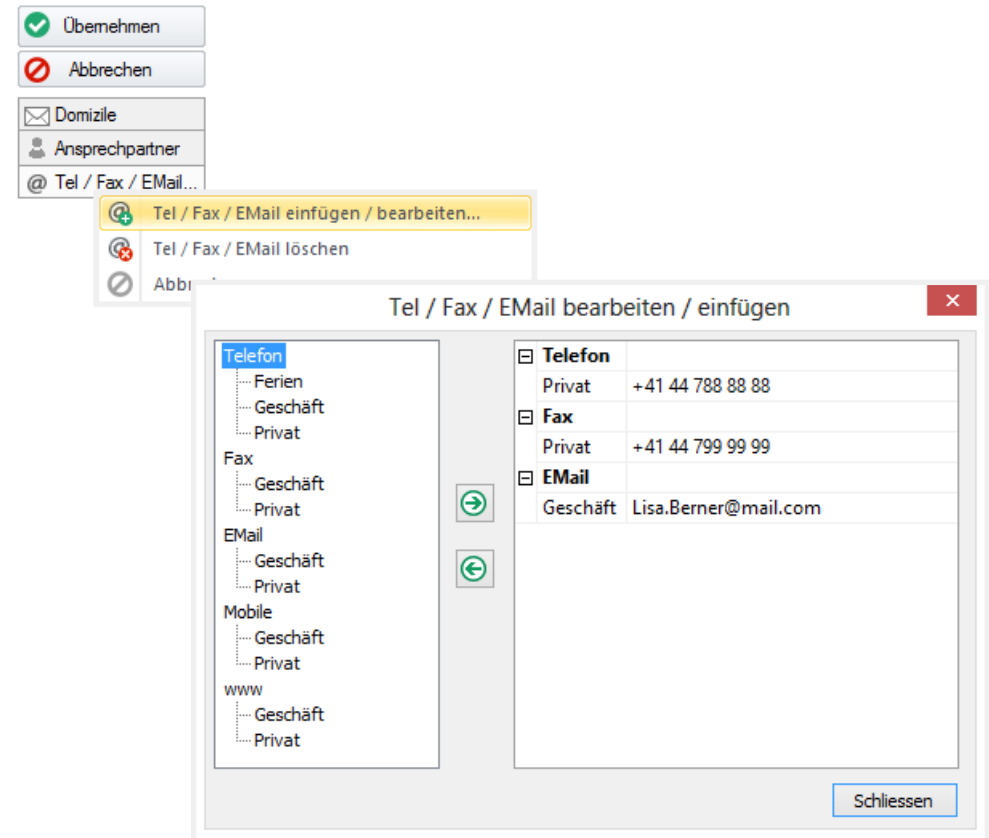 Übernehmen
Abbrechen
Domizile
Ansprechpartner
@ Tel / Fax / EMail...
Tel / Fax / EMail einfügen / bearbeiten...
Tel / Fax / EMail löschen
Tel / Fax / EMail bearbeiten / einfügen
Telefon
Ferien
Geschäft
Privat
Fax
Geschäft
Privat
EMail
Geschäft
Privat
Mobile
Geschäft
Privat
www
Geschäft
Privat
Telefon
Privat +41 44 788 88 88
Fax
Privat +41 44 799 99 99
EMail
Geschäft Lisa.Berner@mail.com
Schliessen